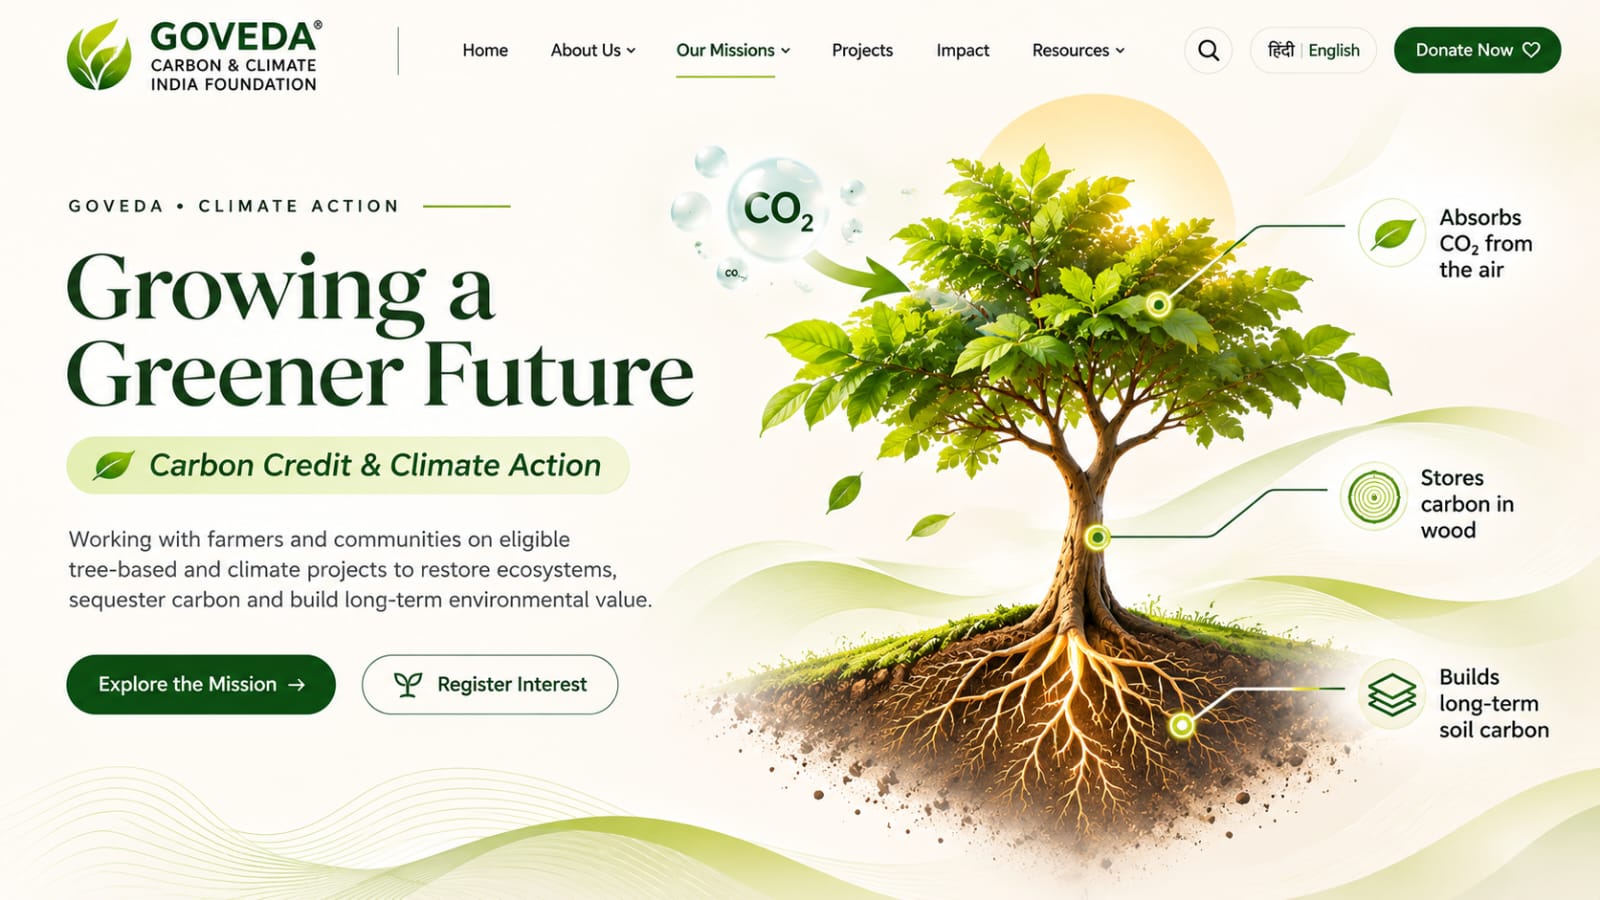 GOVEDA®
CARBON & CLIMATE
INDIA FOUNDATION
Home
About Us
Our Missions
Projects
Impact
Resources
हिंदी | English
Donate Now
GOVEDA • CLIMATE ACTION
Growing a
Greener Future
Carbon Credit & Climate Action
Working with farmers and communities on eligible
tree-based and climate projects to restore ecosystems,
sequester carbon and build long-term environmental value.
Explore the Mission →
Register Interest
CO₂
Absorbs
CO₂ from
the air
Stores
carbon in
wood
Builds
long-term
soil carbon